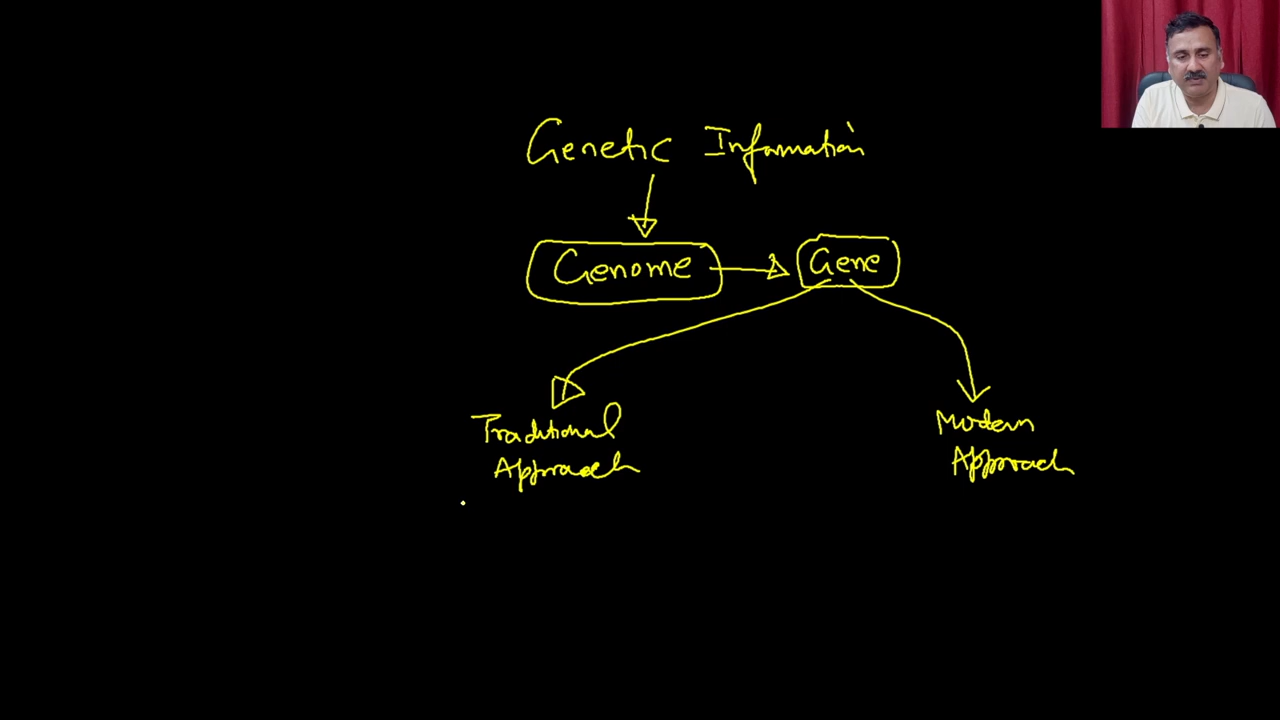 Genetic Information
Genome
Gene
Traditional
Approach
Modern
Approach